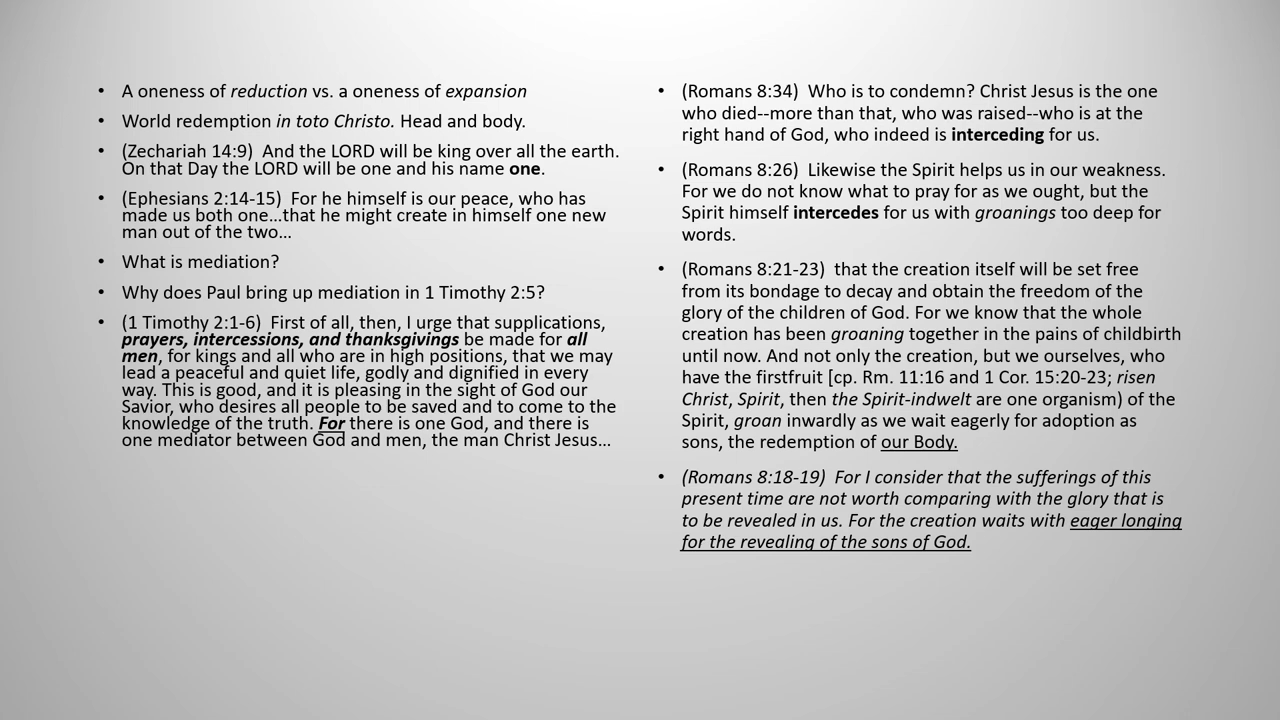 • A oneness of reduction vs. a oneness of expansion
• World redemption in toto Christo. Head and body.
• (Zechariah 14:9)  And the LORD will be king over all the earth.
On that Day the LORD will be one and his name one.
• (Ephesians 2:14-15)  For he himself is our peace, who has
made us both one…that he might create in himself one new
man out of the two…
• What is mediation?
• Why does Paul bring up mediation in 1 Timothy 2:5?
• (1 Timothy 2:1-6)  First of all, then, I urge that supplications,
prayers, intercessions, and thanksgivings be made for all
men, for kings and all who are in high positions, that we may
lead a peaceful and quiet life, godly and dignified in every
way. This is good, and it is pleasing in the sight of God our
Savior, who desires all people to be saved and to come to the
knowledge of the truth. For there is one God, and there is
one mediator between God and men, the man Christ Jesus…
• (Romans 8:34)  Who is to condemn? Christ Jesus is the one
who died--more than that, who was raised--who is at the
right hand of God, who indeed is interceding for us.
• (Romans 8:26)  Likewise the Spirit helps us in our weakness.
For we do not know what to pray for as we ought, but the
Spirit himself intercedes for us with groanings too deep for
words.
• (Romans 8:21-23)  that the creation itself will be set free
from its bondage to decay and obtain the freedom of the
glory of the children of God. For we know that the whole
creation has been groaning together in the pains of childbirth
until now. And not only the creation, but we ourselves, who
have the firstfruit [cp. Rm. 11:16 and 1 Cor. 15:20-23; risen
Christ, Spirit, then the Spirit-indwelt are one organism) of the
Spirit, groan inwardly as we wait eagerly for adoption as
sons, the redemption of our Body.
• (Romans 8:18-19)  For I consider that the sufferings of this
present time are not worth comparing with the glory that is
to be revealed in us. For the creation waits with eager longing
for the revealing of the sons of God.